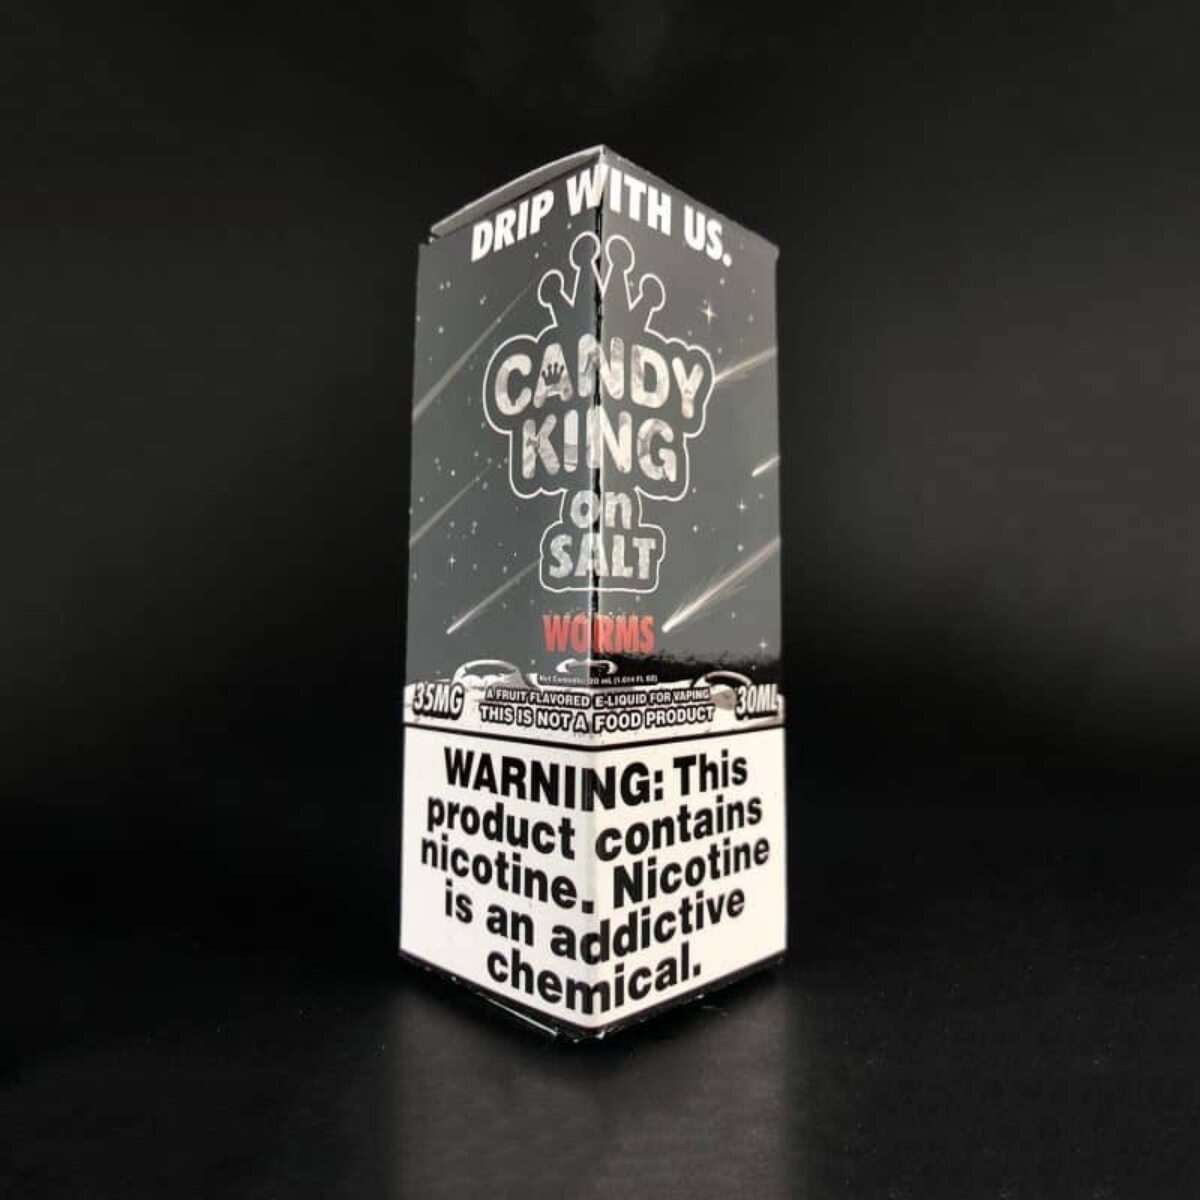 DRIP WITH US.
CANDY
KING
on
SALT
WORMS
35MG
A FRUIT FLAVORED E-LIQUID FOR VAPING
THIS IS NOT A FOOD PRODUCT
30ML
WARNING: This
product contains
nicotine. Nicotine
is an addictive
chemical.